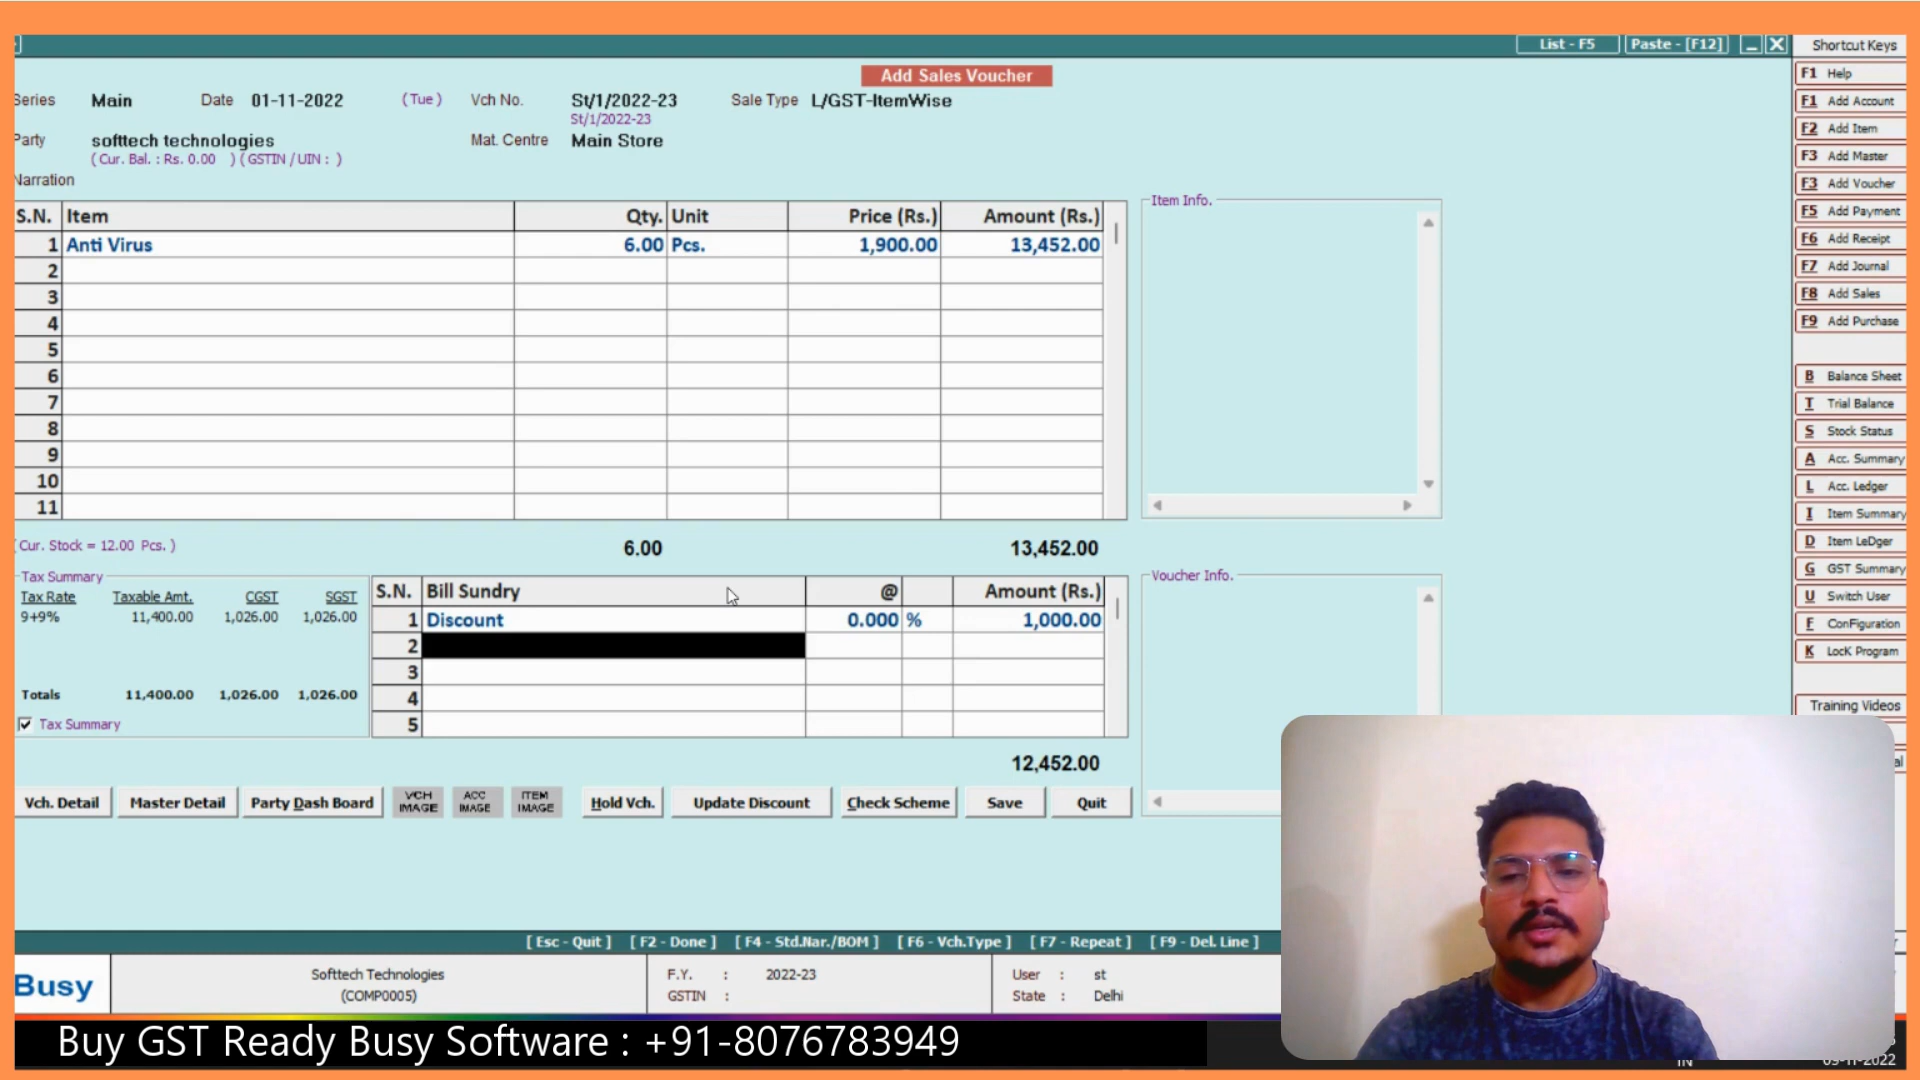 List - F5 Paste - [F12] Shortcut Keys
Add Sales Voucher
Series Main Date 01-11-2022 (Tue) Vch No. St/1/2022-23 Sale Type L/GST-ItemWise
St/1/2022-23
Party softtech technologies Mat. Centre Main Store
( Cur. Bal. : Rs. 0.00 ) ( GSTIN / UIN : )
Narration
S.N. Item Qty. Unit Price (Rs.) Amount (Rs.)
1 Anti Virus 6.00 Pcs. 1,900.00 13,452.00
2
3
4
5
6
7
8
9
10
11
Item Info.
( Cur. Stock = 12.00 Pcs. ) 6.00 13,452.00
Tax Summary
Tax Rate Taxable Amt. CGST SGST
9+9% 11,400.00 1,026.00 1,026.00
Totals 11,400.00 1,026.00 1,026.00
Tax Summary
S.N. Bill Sundry @ Amount (Rs.)
1 Discount 0.000 % 1,000.00
2
3
4
5
12,452.00
Voucher Info.
Vch. Detail Master Detail Party Dash Board VCH IMAGE ACC IMAGE ITEM IMAGE Hold Vch. Update Discount Check Scheme Save Quit
F1 Help
F1 Add Account
F2 Add Item
F3 Add Master
F3 Add Voucher
F5 Add Payment
F6 Add Receipt
F7 Add Journal
F8 Add Sales
F9 Add Purchase
B Balance Sheet
T Trial Balance
S Stock Status
A Acc. Summary
L Acc. Ledger
I Item Summary
D Item LeDger
G GST Summary
U Switch User
F ConFiguration
K LocK Program
Training Videos
[ Esc - Quit ] [ F2 - Done ] [ F4 - Std.Nar./BOM ] [ F6 - Vch.Type ] [ F7 - Repeat ] [ F9 - Del. Line ]
Busy Softtech Technologies F.Y. : 2022-23 User : st
(COMP0005) GSTIN : State : Delhi
Buy GST Ready Busy Software : +91-8076783949
IN
09-11-2022